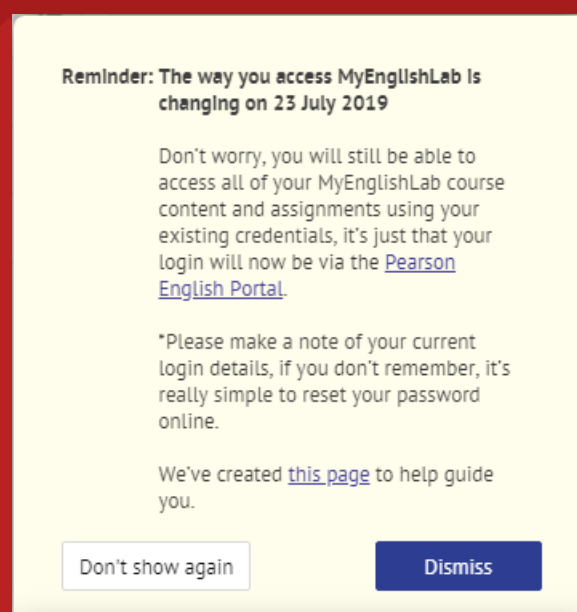 Reminder: The way you access MyEnglishLab is
changing on 23 July 2019
Don't worry, you will still be able to
access all of your MyEnglishLab course
content and assignments using your
existing credentials, it's just that your
login will now be via the Pearson
English Portal.
*Please make a note of your current
login details, if you don't remember, it's
really simple to reset your password
online.
We've created this page to help guide
you.
Don't show again
Dismiss